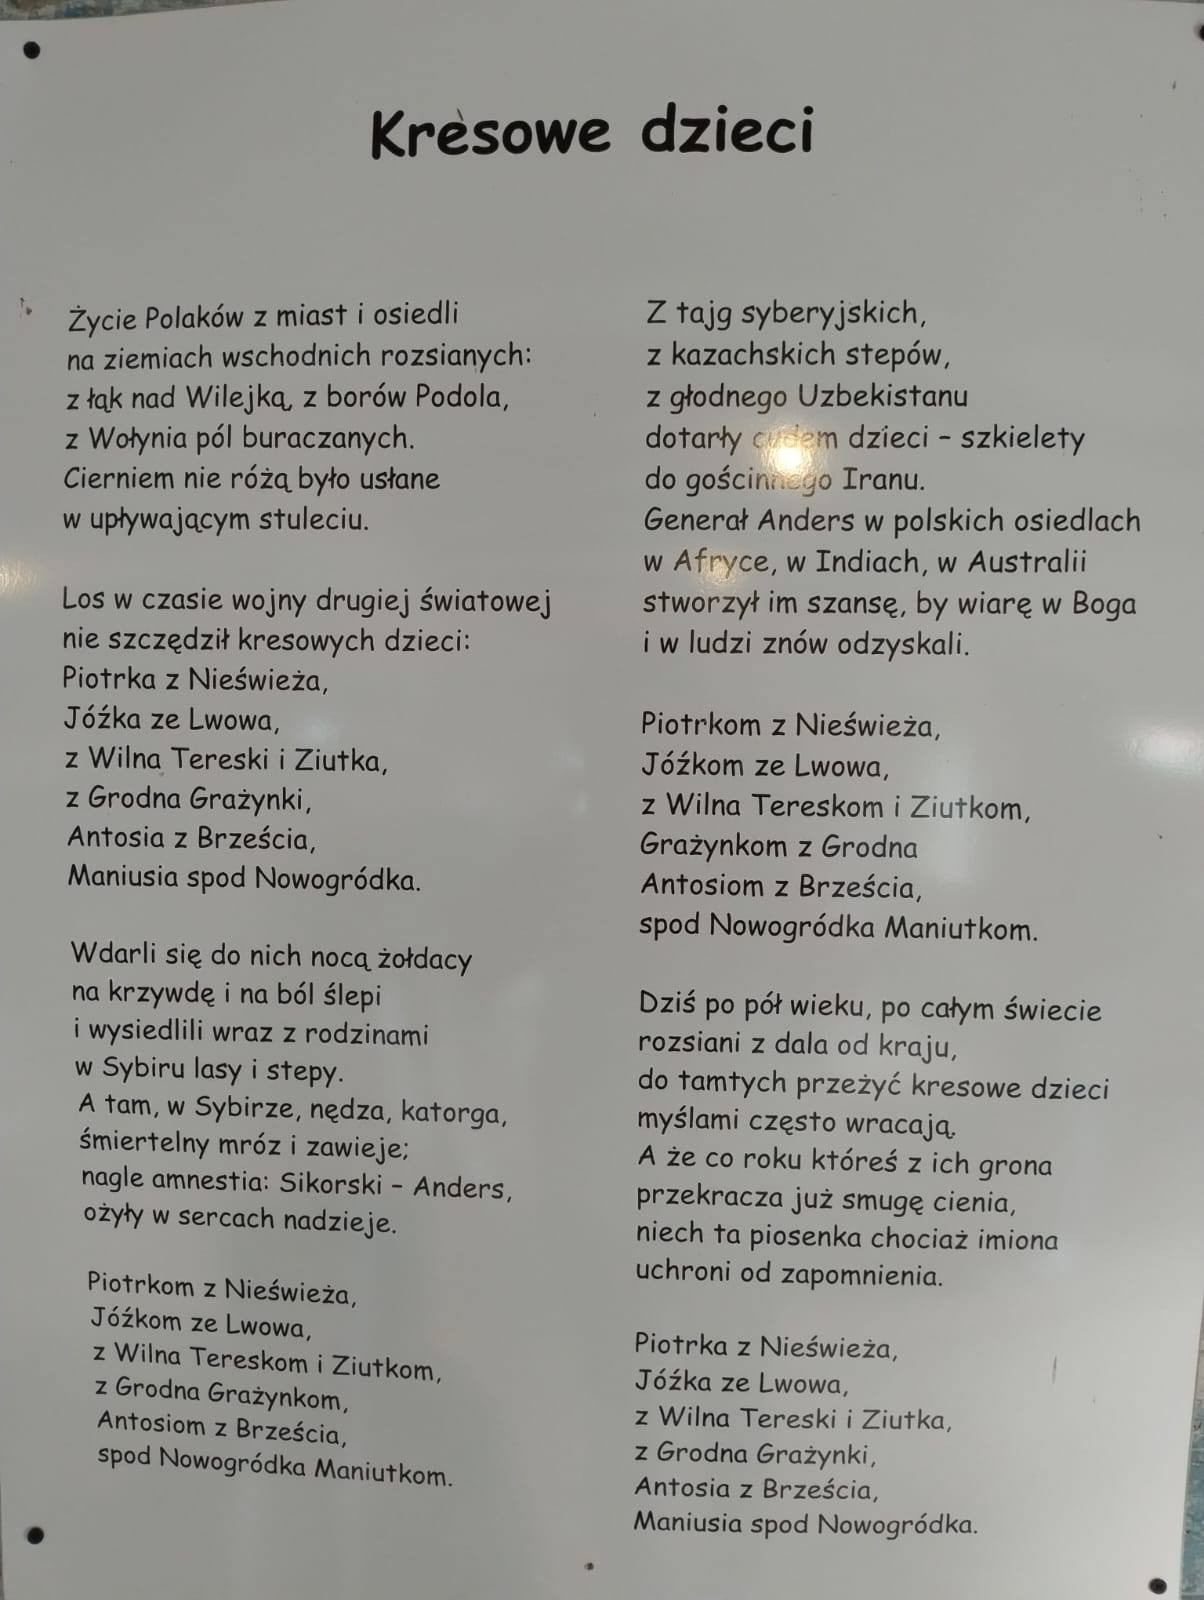 Kresowe dzieci
Życie Polaków z miast i osiedli
na ziemiach wschodnich rozsianych:
z łąk nad Wilejką, z borów Podola,
z Wołynia pól buraczanych.
Cierniem nie różą było usłane
w upływającym stuleciu.
Los w czasie wojny drugiej światowej
nie szczędził kresowych dzieci:
Piotrka z Nieświeża,
Jóźka ze Lwowa,
z Wilna Tereski i Ziutka,
z Grodna Grażynki,
Antosia z Brześcia,
Maniusia spod Nowogródka.
Wdarli się do nich nocą żołdacy
na krzywdę i na ból ślepi
i wysiedlili wraz z rodzinami
w Sybiru lasy i stepy.
A tam, w Sybirze, nędza, katorga,
śmiertelny mróz i zawieje;
nagle amnestia: Sikorski - Anders,
ożyły w sercach nadzieje.
Piotrkom z Nieświeża,
Jóźkom ze Lwowa,
z Wilna Tereskom i Ziutkom,
z Grodna Grażynkom,
Antosiom z Brześcia,
spod Nowogródka Maniutkom.
Z tajg syberyjskich,
z kazachskich stepów,
z głodnego Uzbekistanu
dotarły cudem dzieci - szkielety
do gościnnego Iranu.
Generał Anders w polskich osiedlach
w Afryce, w Indiach, w Australii
stworzył im szansę, by wiarę w Boga
i w ludzi znów odzyskali.
Piotrkom z Nieświeża,
Jóźkom ze Lwowa,
z Wilna Tereskom i Ziutkom,
Grażynkom z Grodna
Antosiom z Brześcia,
spod Nowogródka Maniutkom.
Dziś po pół wieku, po całym świecie
rozsiani z dala od kraju,
do tamtych przeżyć kresowe dzieci
myślami często wracają.
A że co roku któreś z ich grona
przekracza już smugę cienia,
niech ta piosenka chociaż imiona
uchroni od zapomnienia.
Piotrka z Nieświeża,
Jóźka ze Lwowa,
z Wilna Tereski i Ziutka,
z Grodna Grażynki,
Antosia z Brześcia,
Maniusia spod Nowogródka.